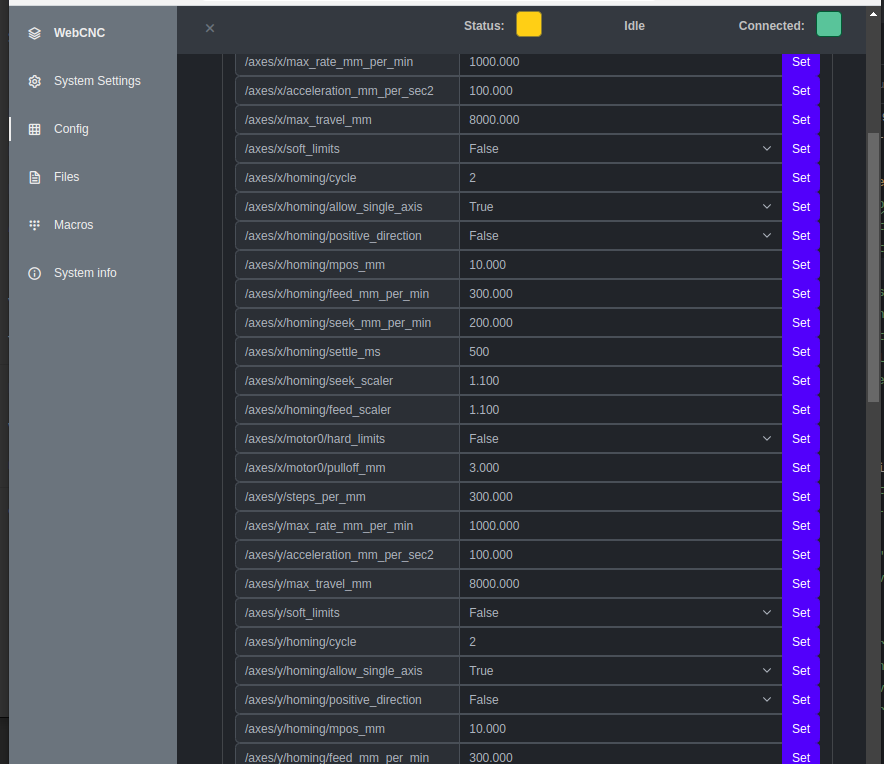 WebCNC
System Settings
Config
Files
Macros
System info
× Status: Idle Connected:
/axes/x/max_rate_mm_per_min 1000.000 Set
/axes/x/acceleration_mm_per_sec2 100.000 Set
/axes/x/max_travel_mm 8000.000 Set
/axes/x/soft_limits False Set
/axes/x/homing/cycle 2 Set
/axes/x/homing/allow_single_axis True Set
/axes/x/homing/positive_direction False Set
/axes/x/homing/mpos_mm 10.000 Set
/axes/x/homing/feed_mm_per_min 300.000 Set
/axes/x/homing/seek_mm_per_min 200.000 Set
/axes/x/homing/settle_ms 500 Set
/axes/x/homing/seek_scaler 1.100 Set
/axes/x/homing/feed_scaler 1.100 Set
/axes/x/motor0/hard_limits False Set
/axes/x/motor0/pulloff_mm 3.000 Set
/axes/y/steps_per_mm 300.000 Set
/axes/y/max_rate_mm_per_min 1000.000 Set
/axes/y/acceleration_mm_per_sec2 100.000 Set
/axes/y/max_travel_mm 8000.000 Set
/axes/y/soft_limits False Set
/axes/y/homing/cycle 2 Set
/axes/y/homing/allow_single_axis True Set
/axes/y/homing/positive_direction False Set
/axes/y/homing/mpos_mm 10.000 Set
/axes/y/homing/feed_mm_per_min 300.000 Set